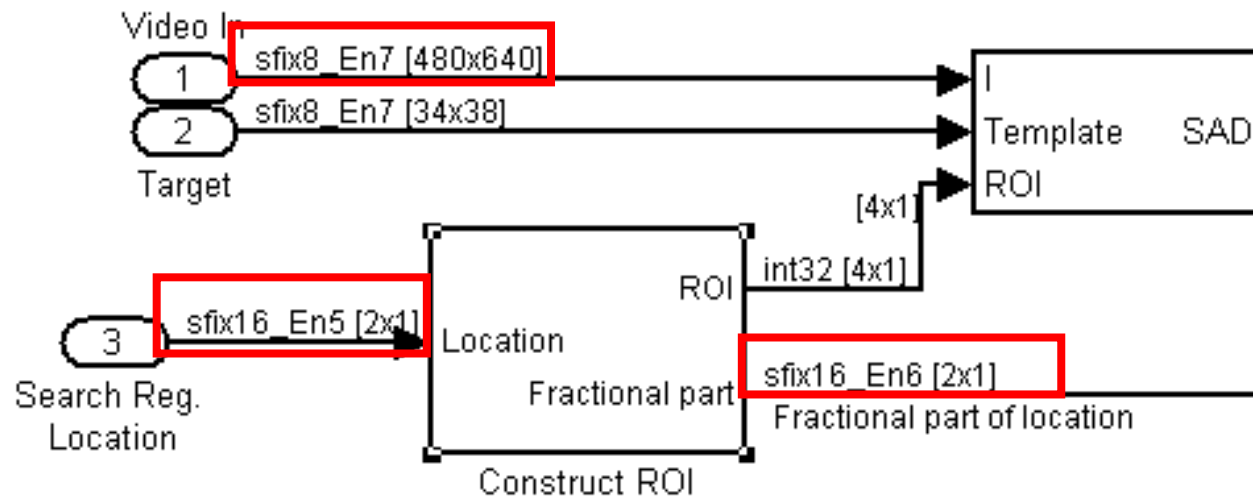 Video In
1
sfix8_En7 [480x640]
I
2
sfix8_En7 [34x38]
Template
SAD
Target
ROI
[4x1]
ROI
int32 [4x1]
3
sfix16_En5 [2x1]
Location
Search Reg.
Location
Fractional part
sfix16_En6 [2x1]
Fractional part of location
Construct ROI